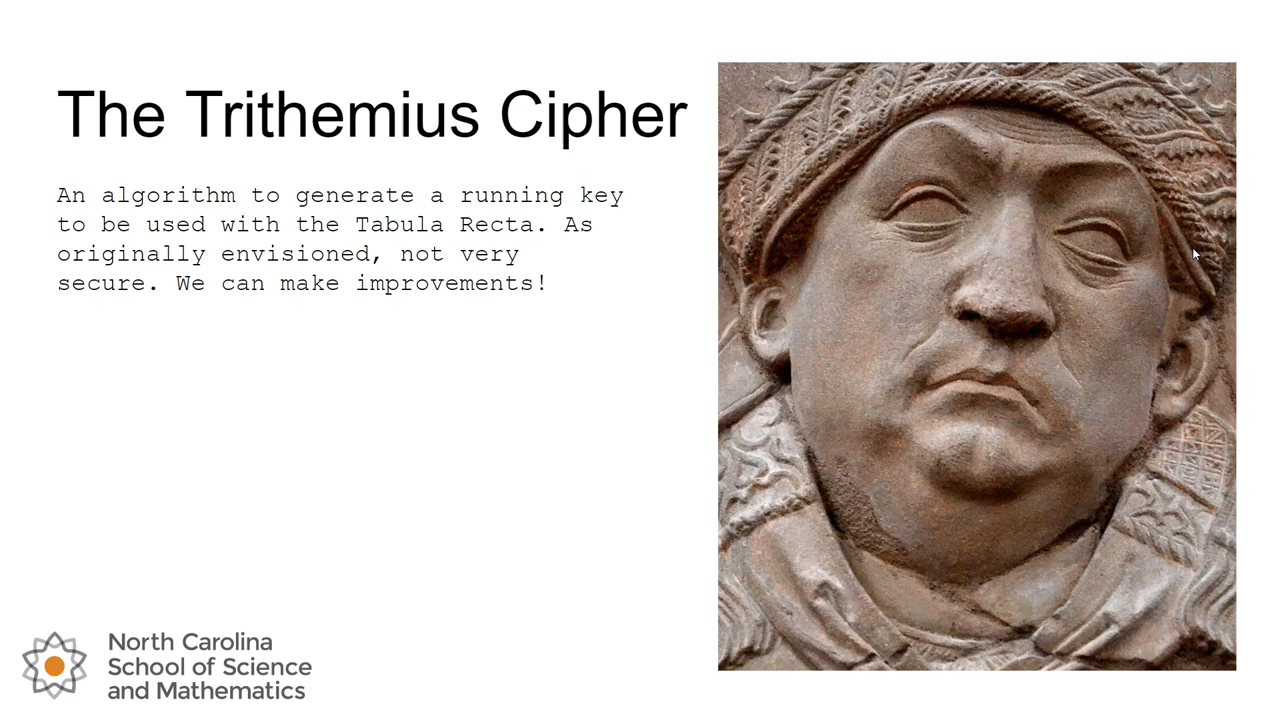 The Trithemius Cipher
An algorithm to generate a running key
to be used with the Tabula Recta. As
originally envisioned, not very
secure. We can make improvements!
North Carolina
School of Science
and Mathematics